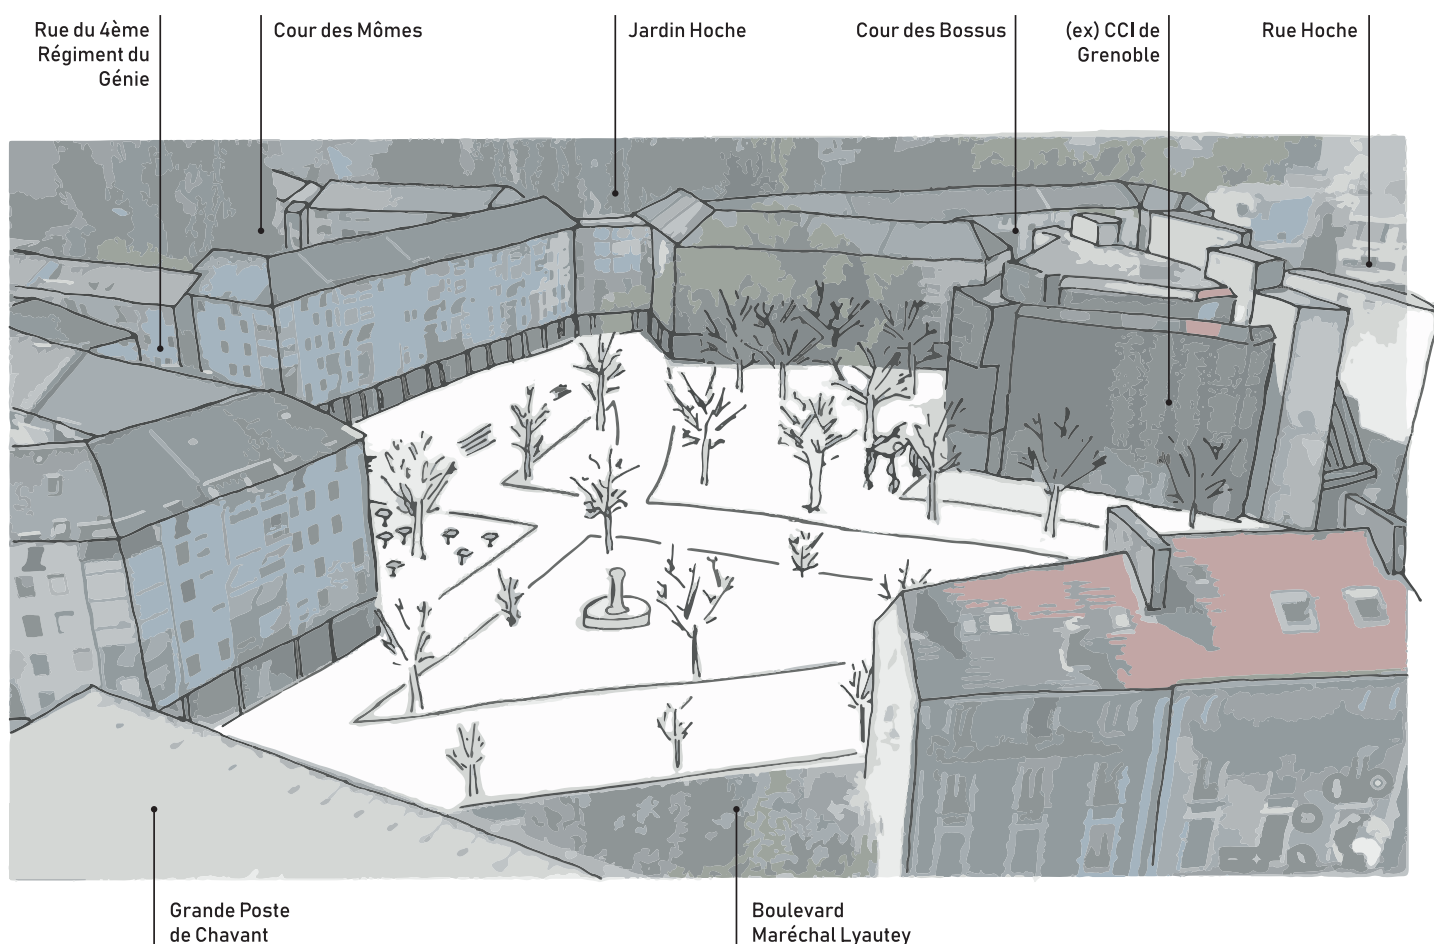 Rue du 4ème
Régiment du
Génie
Cour des Mômes
Jardin Hoche
Cour des Bossus
(ex) CCI de
Grenoble
Rue Hoche
Grande Poste
de Chavant
Boulevard
Maréchal Lyautey